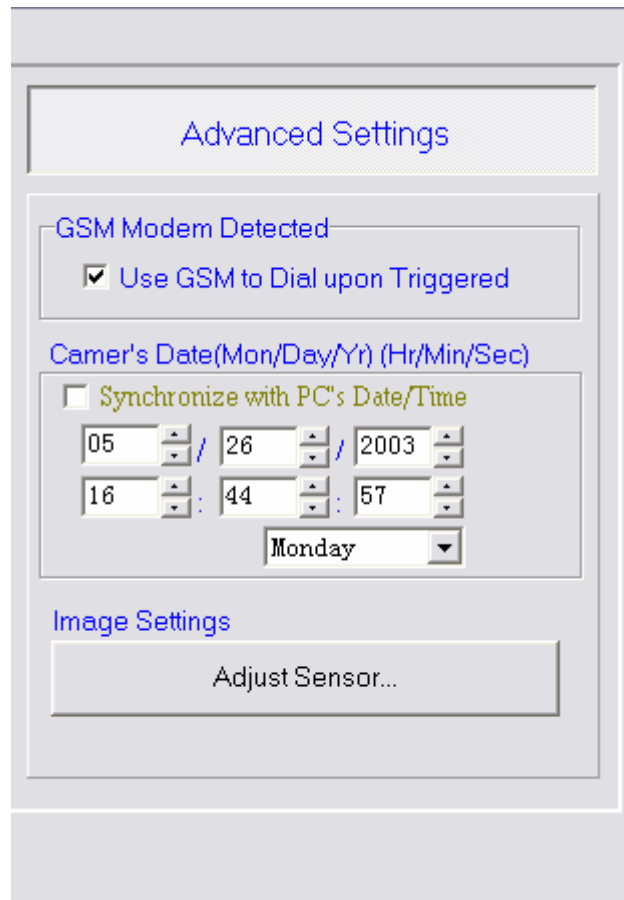 Advanced Settings
GSM Modem Detected
Use GSM to Dial upon Triggered
Camer's Date(Mon/Day/Yr) (Hr/Min/Sec)
Synchronize with PC's Date/Time
05 / 26 / 2003
16 : 44 : 57
Monday
Image Settings
Adjust Sensor...